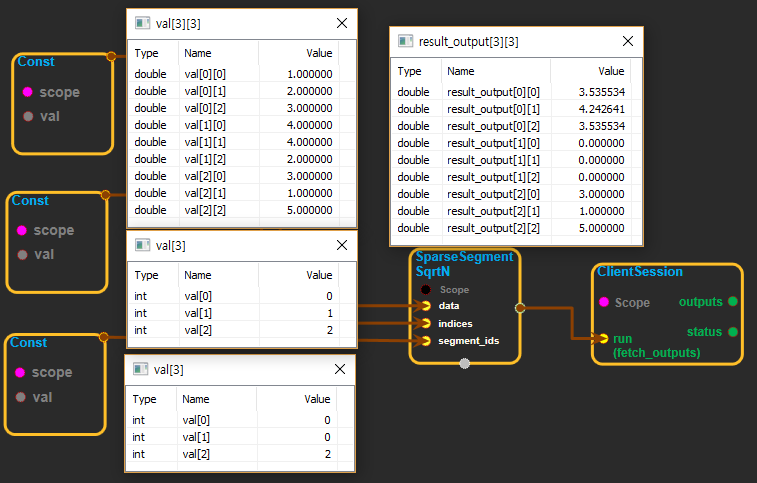 val[3][3]
Type Name Value
double val[0][0] 1.000000
double val[0][1] 2.000000
double val[0][2] 3.000000
double val[1][0] 4.000000
double val[1][1] 4.000000
double val[1][2] 2.000000
double val[2][0] 3.000000
double val[2][1] 1.000000
double val[2][2] 5.000000
result_output[3][3]
Type Name Value
double result_output[0][0] 3.535534
double result_output[0][1] 4.242641
double result_output[0][2] 3.535534
double result_output[1][0] 0.000000
double result_output[1][1] 0.000000
double result_output[1][2] 0.000000
double result_output[2][0] 3.000000
double result_output[2][1] 1.000000
double result_output[2][2] 5.000000
Const
scope
val
Const
scope
val
val[3]
Type Name Value
int val[0] 0
int val[1] 1
int val[2] 2
Const
scope
val
val[3]
Type Name Value
int val[0] 0
int val[1] 0
int val[2] 2
SparseSegment
SqrtN
Scope
data
indices
segment_ids
ClientSession
Scope outputs
status
run
(fetch_outputs)